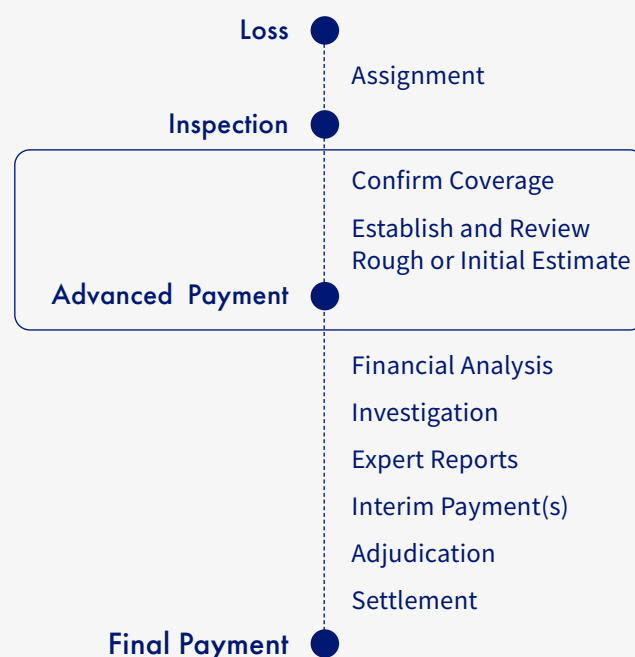 Loss
Assignment
Inspection
Confirm Coverage
Establish and Review
Rough or Initial Estimate
Advanced Payment
Financial Analysis
Investigation
Expert Reports
Interim Payment(s)
Adjudication
Settlement
Final Payment